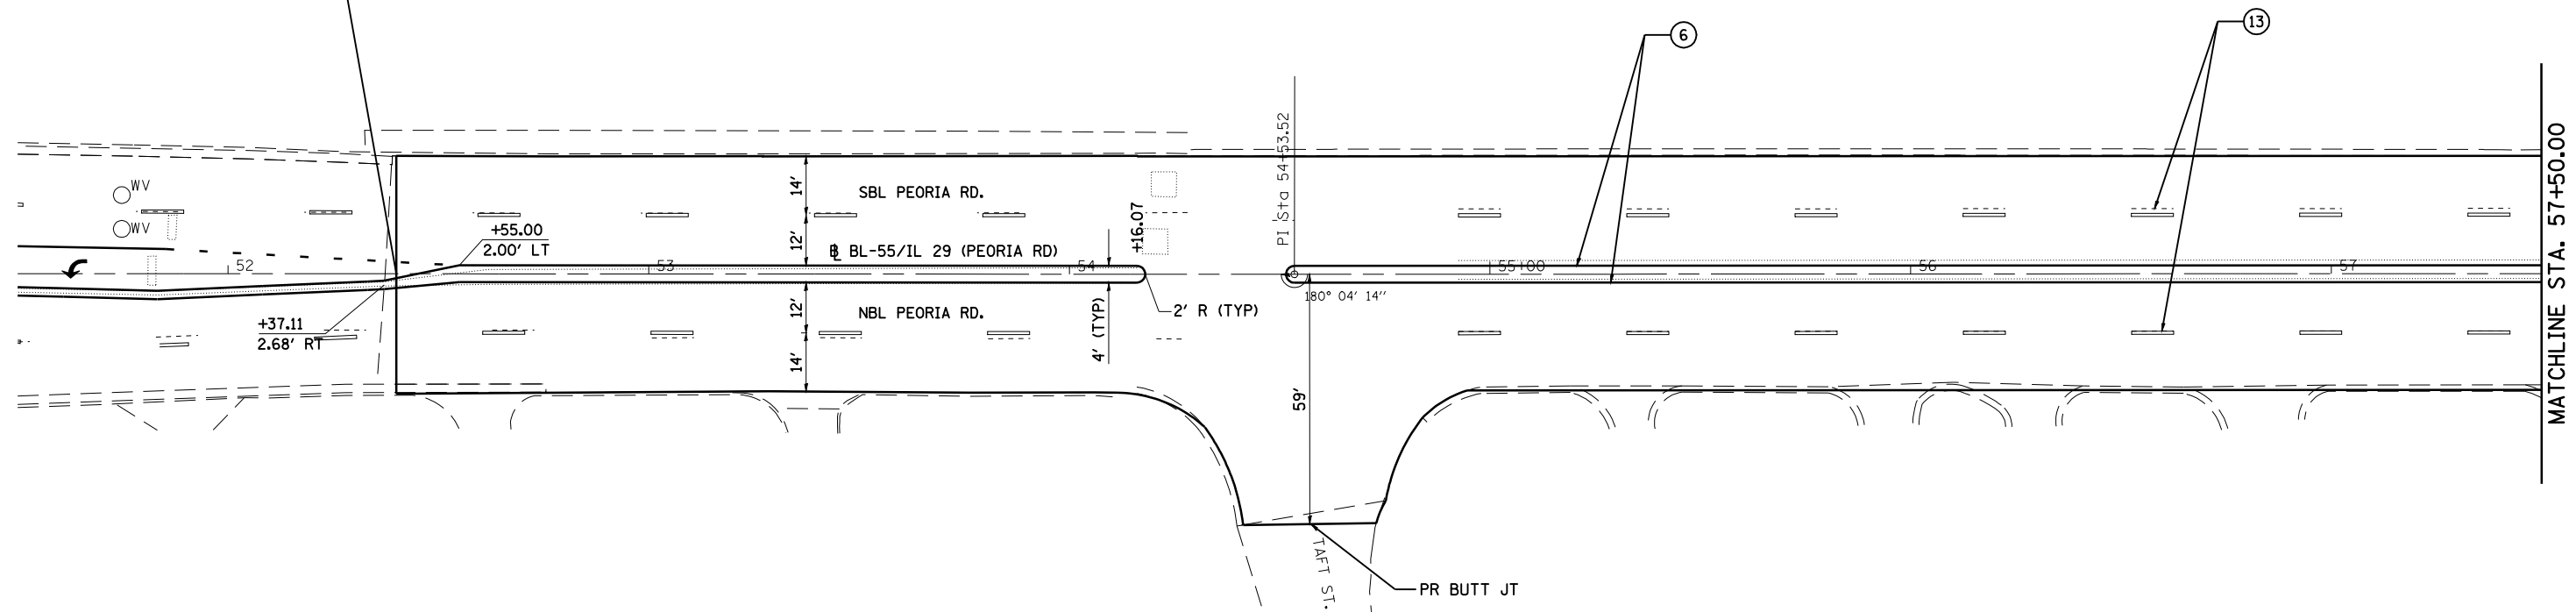 6
13
PI Sta 54+53.52
MATCHLINE STA. 57+50.00
WV
WV
14'
SBL PEORIA RD.
+16.07
+55.00
2.00' LT
12'
BL-55/IL 29 (PEORIA RD)
52
53
54
55+00
56
57
180° 04' 14"
+37.11
2.68' RT
12'
NBL PEORIA RD.
4' (TYP)
2' R (TYP)
14'
59'
TAFT ST.
PR BUTT JT